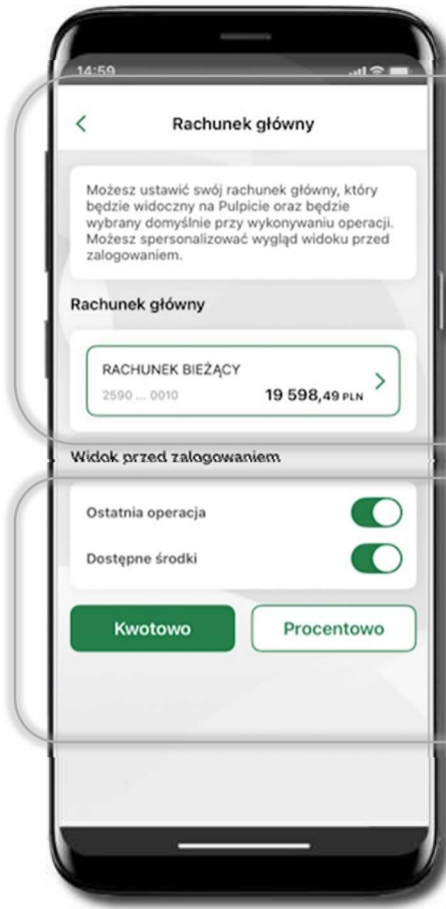 14:59
Rachunek główny
Możesz ustawić swój rachunek główny, który
będzie widoczny na Pulpicie oraz będzie
wybrany domyślnie przy wykonywaniu operacji.
Możesz spersonalizować wygląd widoku przed
zalogowaniem.
Rachunek główny
RACHUNEK BIEŻĄCY
2590 ... 0010 19 598,49 PLN
Widok przed zalogowaniem
Ostatnia operacja
Dostępne środki
Kwotowo Procentowo